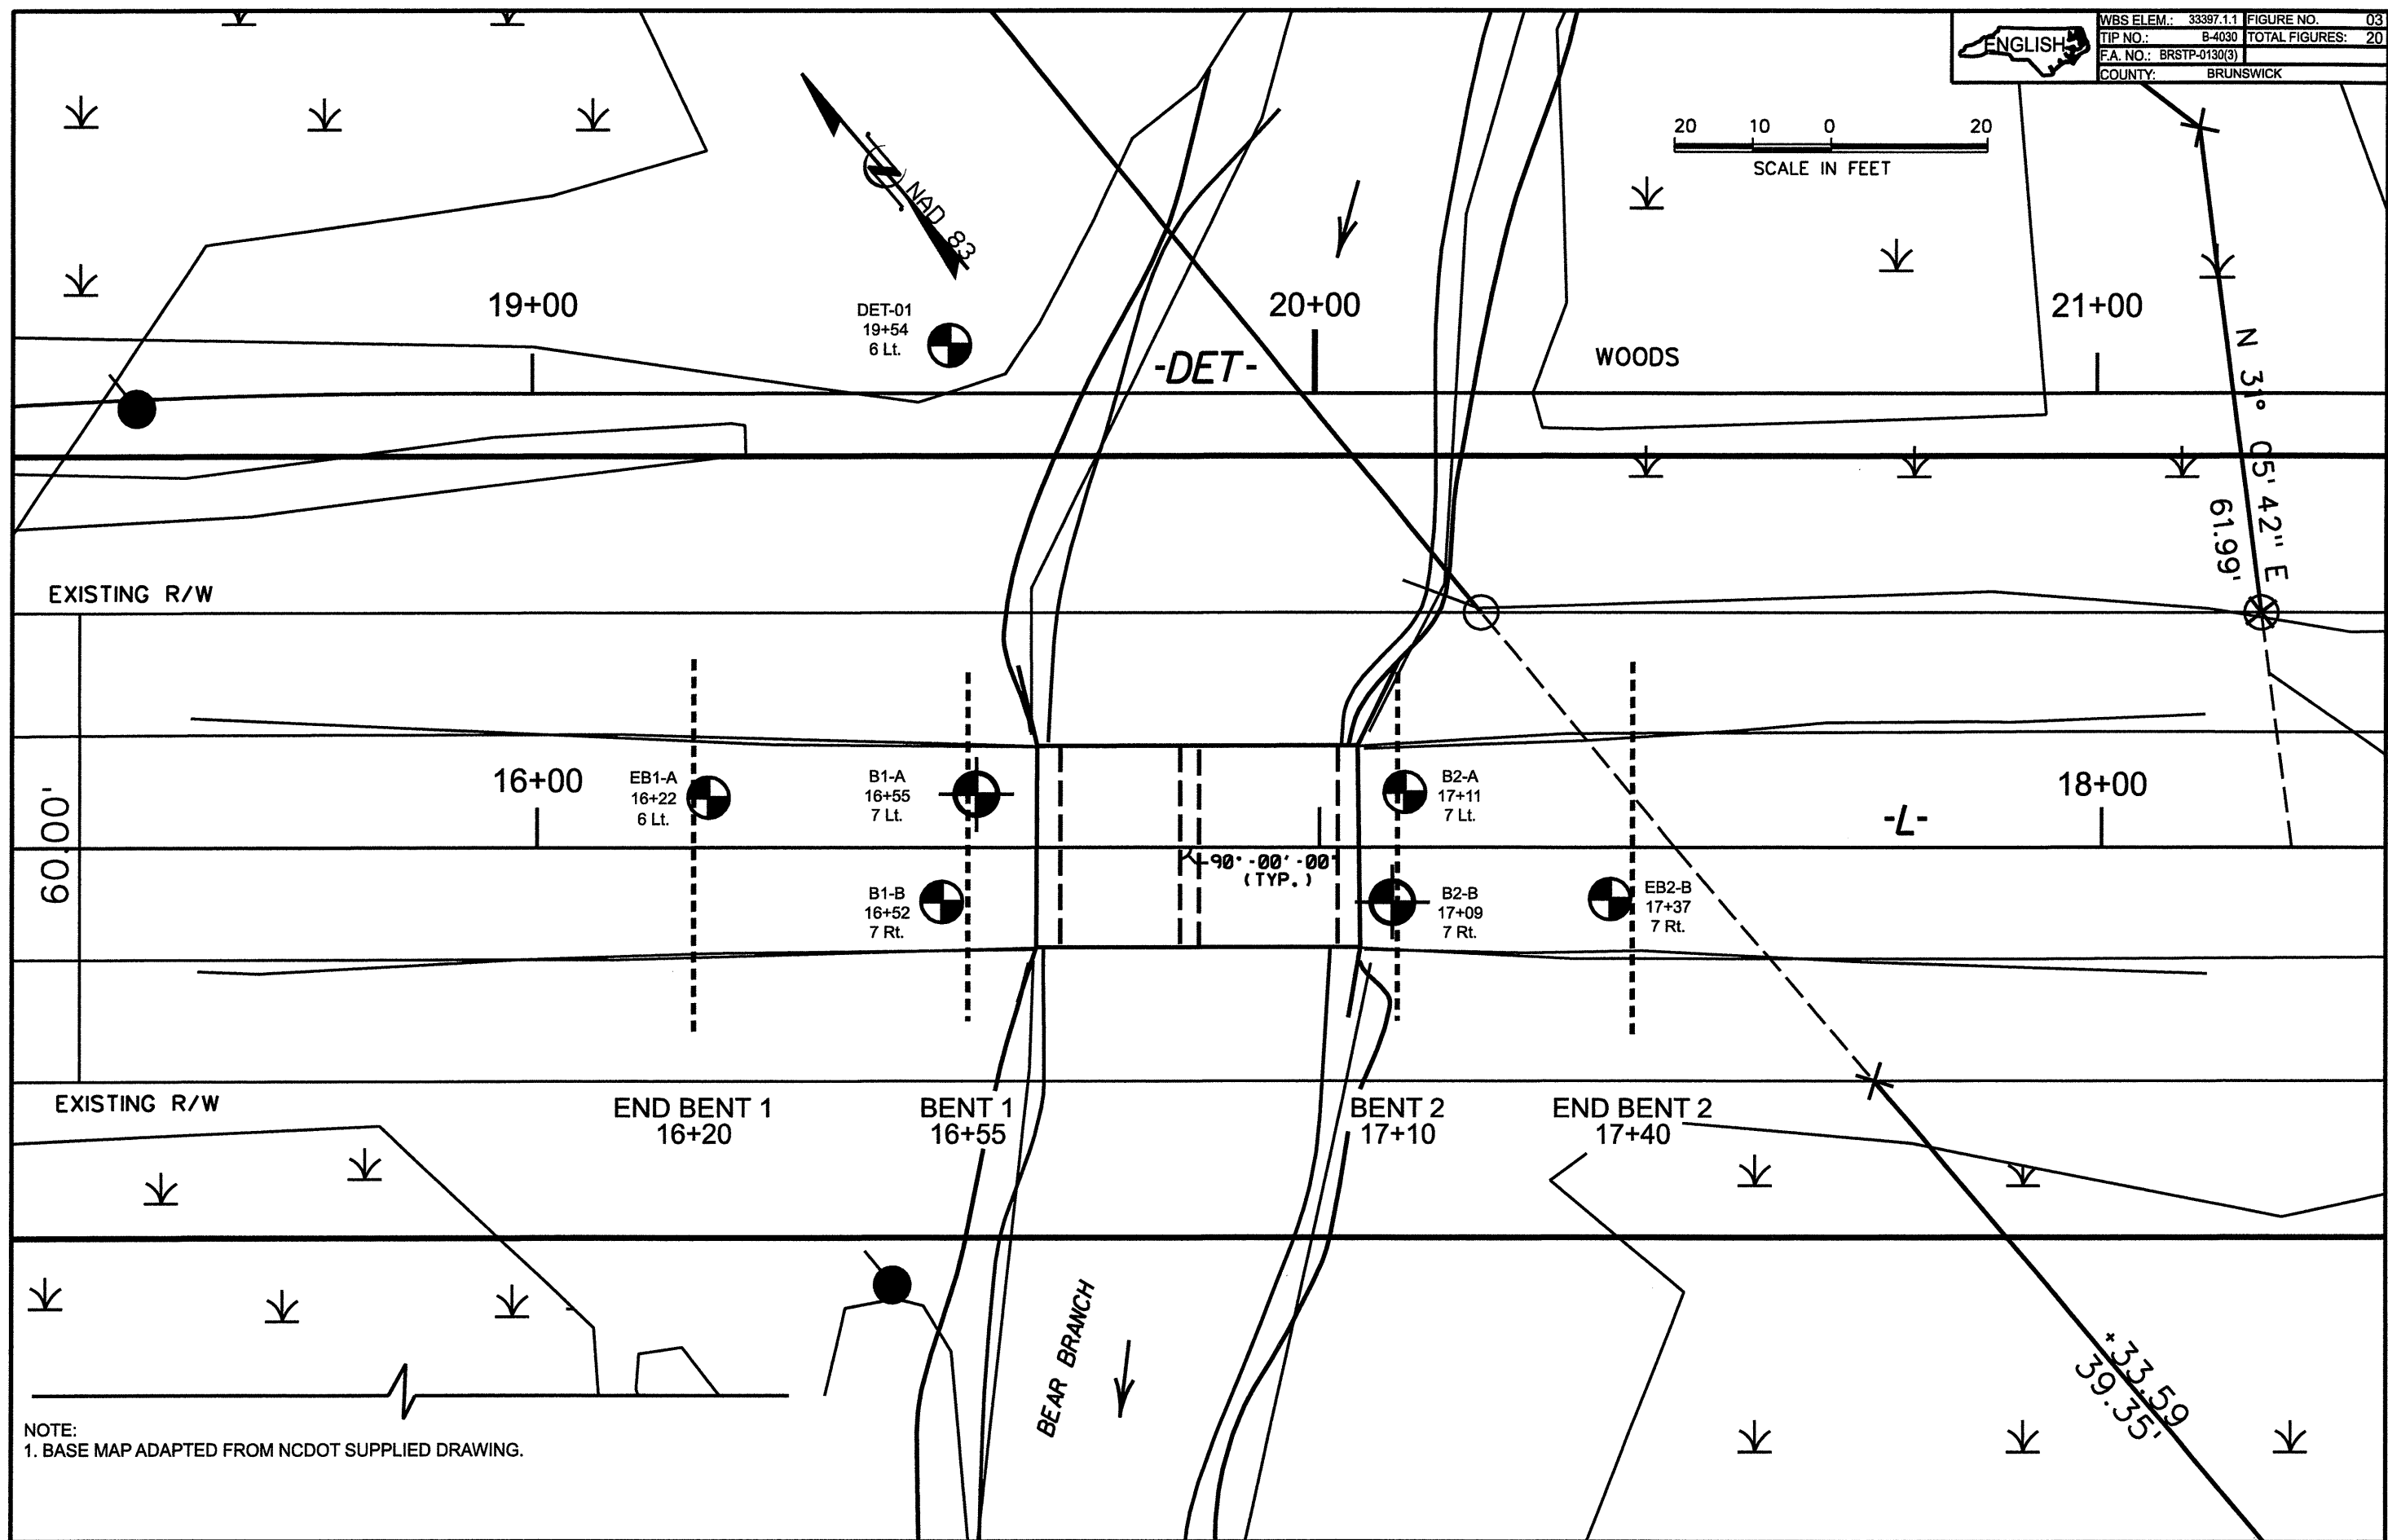 ENGLISH
WBS ELEM.: 33397.1.1 FIGURE NO. 03
TIP NO.: B-4030 TOTAL FIGURES: 20
F.A. NO.: BRSTP-0130(3)
COUNTY: BRUNSWICK
20 10 0 20
SCALE IN FEET
N
NAD 83
19+00
DET-01
19+54
6 Lt.
-DET-
20+00
WOODS
21+00
N 31° 05' 42" E
61.99'
EXISTING R/W
60.00'
16+00
EB1-A
16+22
6 Lt.
B1-A
16+55
7 Lt.
B2-A
17+11
7 Lt.
18+00
-L-
90°-00'-00"
(TYP.)
B1-B
16+52
7 Rt.
B2-B
17+09
7 Rt.
EB2-B
17+37
7 Rt.
EXISTING R/W
END BENT 1
16+20
BENT 1
16+55
BENT 2
17+10
END BENT 2
17+40
BEAR BRANCH
+33.59
39.35'
NOTE:
1. BASE MAP ADAPTED FROM NCDOT SUPPLIED DRAWING.